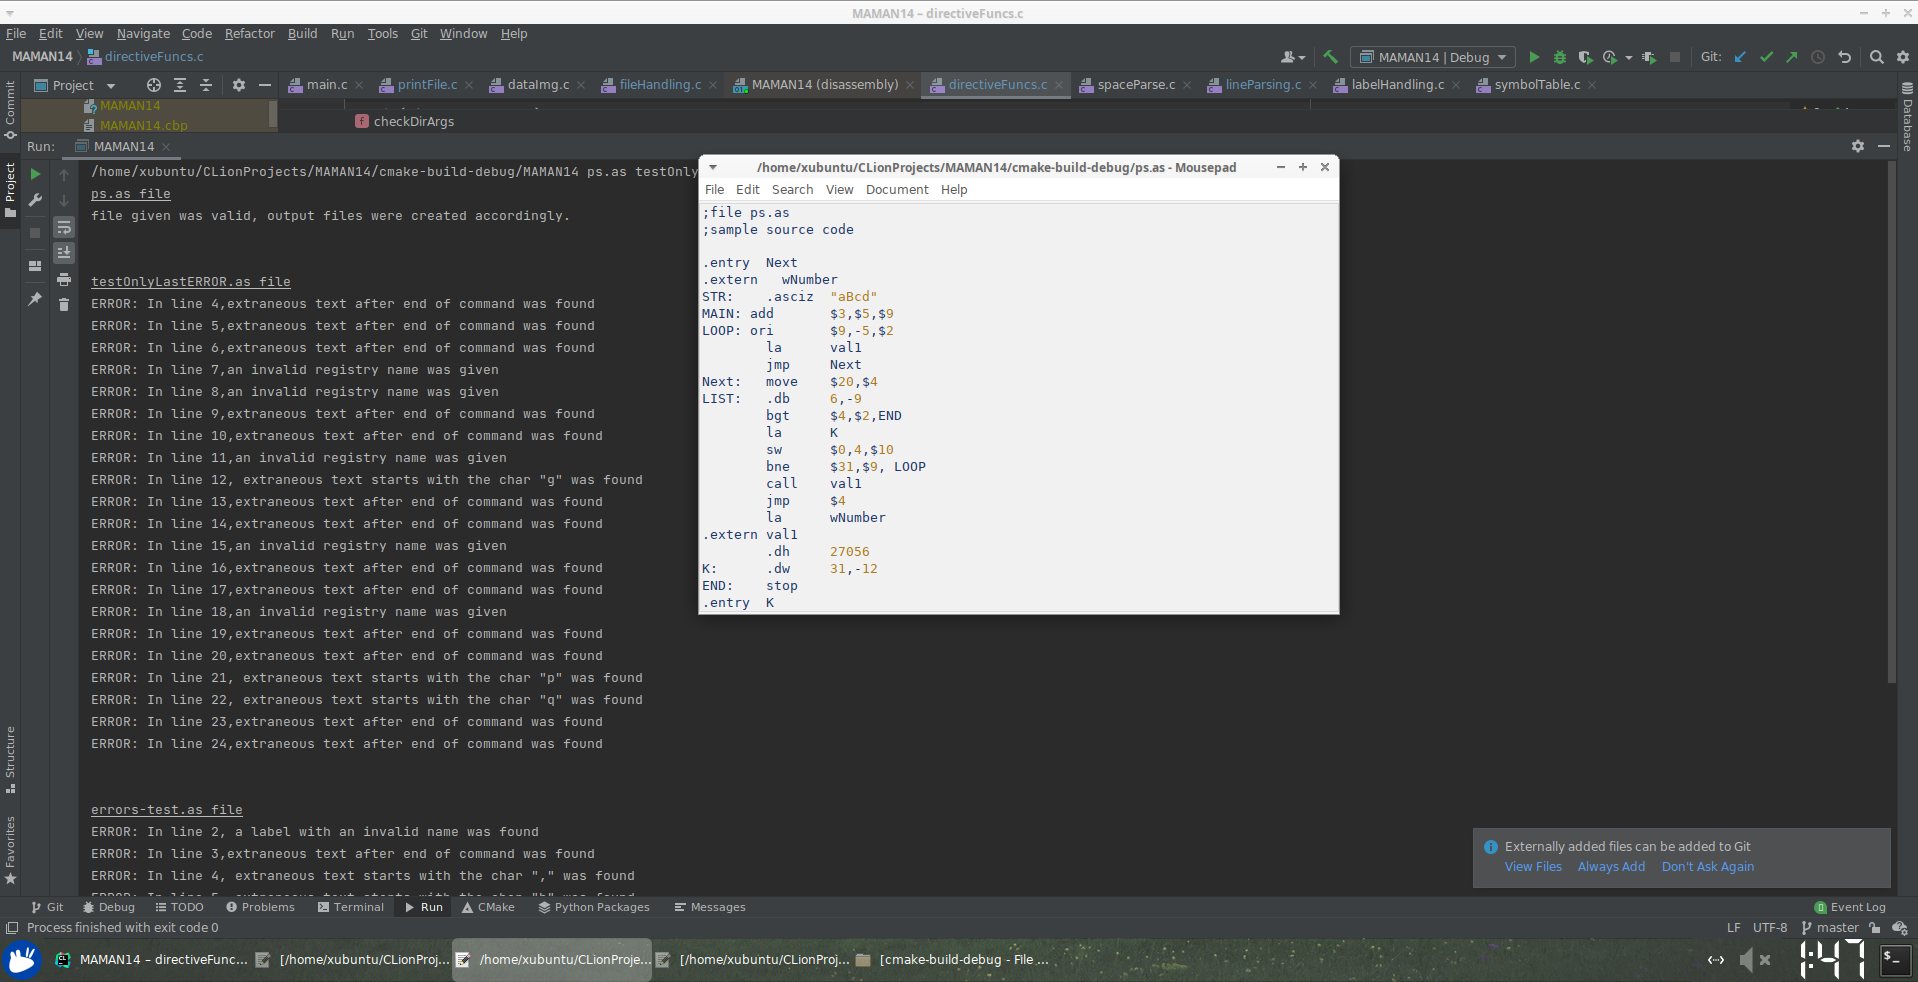 MAMAN14 – directiveFuncs.c
File Edit View Navigate Code Refactor Build Run Tools Git Window Help
MAMAN14 directiveFuncs.c
MAMAN14 | Debug
Git:
Project
main.c printFile.c dataImg.c fileHandling.c MAMAN14 (disassembly) directiveFuncs.c spaceParse.c lineParsing.c labelHandling.c symbolTable.c
MAMAN14
MAMAN14.cbp
checkDirArgs
Commit
Project
Structure
Favorites
Database
Run: MAMAN14
/home/xubuntu/CLionProjects/MAMAN14/cmake-build-debug/MAMAN14 ps.as testOnly
ps.as file
file given was valid, output files were created accordingly.
testOnlyLastERROR.as file
ERROR: In line 4,extraneous text after end of command was found
ERROR: In line 5,extraneous text after end of command was found
ERROR: In line 6,extraneous text after end of command was found
ERROR: In line 7,an invalid registry name was given
ERROR: In line 8,an invalid registry name was given
ERROR: In line 9,extraneous text after end of command was found
ERROR: In line 10,extraneous text after end of command was found
ERROR: In line 11,an invalid registry name was given
ERROR: In line 12, extraneous text starts with the char "g" was found
ERROR: In line 13,extraneous text after end of command was found
ERROR: In line 14,extraneous text after end of command was found
ERROR: In line 15,an invalid registry name was given
ERROR: In line 16,extraneous text after end of command was found
ERROR: In line 17,extraneous text after end of command was found
ERROR: In line 18,an invalid registry name was given
ERROR: In line 19,extraneous text after end of command was found
ERROR: In line 20,extraneous text after end of command was found
ERROR: In line 21, extraneous text starts with the char "p" was found
ERROR: In line 22, extraneous text starts with the char "q" was found
ERROR: In line 23,extraneous text after end of command was found
ERROR: In line 24,extraneous text after end of command was found
errors-test.as file
ERROR: In line 2, a label with an invalid name was found
ERROR: In line 3,extraneous text after end of command was found
ERROR: In line 4, extraneous text starts with the char "," was found
/home/xubuntu/CLionProjects/MAMAN14/cmake-build-debug/ps.as - Mousepad
File Edit Search View Document Help
;file ps.as
;sample source code
.entry Next
.extern wNumber
STR: .asciz "aBcd"
MAIN: add $3,$5,$9
LOOP: ori $9,-5,$2
la val1
jmp Next
Next: move $20,$4
LIST: .db 6,-9
bgt $4,$2,END
la K
sw $0,4,$10
bne $31,$9, LOOP
call val1
jmp $4
la wNumber
.extern val1
.dh 27056
K: .dw 31,-12
END: stop
.entry K
Externally added files can be added to Git
View Files Always Add Don't Ask Again
Git Debug TODO Problems Terminal Run CMake Python Packages Messages Event Log
Process finished with exit code 0
LF UTF-8 master
MAMAN14 – directiveFunc... [/home/xubuntu/CLionProj... /home/xubuntu/CLionProje... [/home/xubuntu/CLionProj... [cmake-build-debug - File ...
1:47